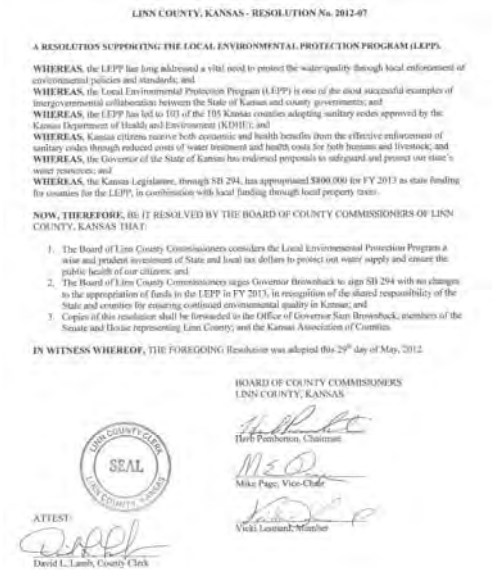 LINN COUNTY, KANSAS - RESOLUTION No. 2012-07
A RESOLUTION SUPPORTING THE LOCAL ENVIRONMENTAL PROTECTION PROGRAM (LEPP).
WHEREAS, the LEPP has long addressed a vital need to protect the water quality through local enforcement of
environmental policies and standards; and
WHEREAS, the Local Environmental Protection Program (LEPP) is one of the most successful examples of
intergovernmental collaboration between the State of Kansas and county governments; and
WHEREAS, the LEPP has led to 103 of the 105 Kansas counties adopting sanitary codes approved by the
Kansas Department of Health and Environment (KDHE); and
WHEREAS, Kansas citizens receive both economic and health benefits from the effective enforcement of
sanitary codes through reduced costs of water treatment and health costs for both humans and livestock; and
WHEREAS, the Governor of the State of Kansas has endorsed proposals to safeguard and protect our state's
water resources; and
WHEREAS, the Kansas Legislature, through SB 294, has appropriated $800,000 for FY 2013 as state funding
for counties for the LEPP, in combination with local funding through local property taxes.
NOW, THEREFORE, BE IT RESOLVED BY THE BOARD OF COUNTY COMMISSIONERS OF LINN
COUNTY, KANSAS THAT:
1. The Board of Linn County Commissioners considers the Local Environmental Protection Program a
wise and prudent investment of State and local tax dollars to protect our water supply and ensure the
public health of our citizens; and
2. The Board of Linn County Commissioners urges Governor Brownback to sign SB 294 with no changes
to the appropriation of funds to the LEPP in FY 2013, in recognition of the shared responsibility of the
State and counties for ensuring continued environmental quality in Kansas; and
3. Copies of this resolution shall be forwarded to the Office of Governor Sam Brownback, members of the
Senate and House representing Linn County; and the Kansas Association of Counties.
IN WITNESS WHEREOF, THE FOREGOING Resolution was adopted this 29th day of May, 2012.
BOARD OF COUNTY COMMISSIONERS
LINN COUNTY, KANSAS
Herb Pemberton, Chairman
LINN COUNTY CLERK
SEAL
LINN COUNTY, KANSAS
Mike Page, Vice-Chair
ATTEST:
Vicki Leonard, Member
David L. Lamb, County Clerk